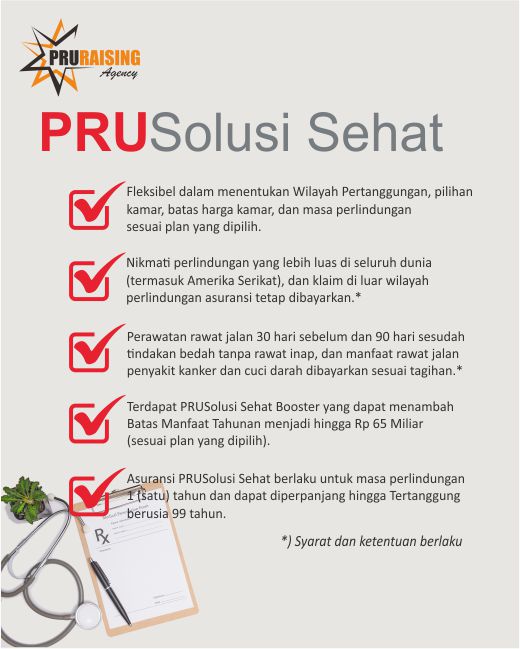 PRURAISING
Agency
PRUSolusi Sehat
Fleksibel dalam menentukan Wilayah Pertanggungan, pilihan
kamar, batas harga kamar, dan masa perlindungan
sesuai plan yang dipilih.
Nikmati perlindungan yang lebih luas di seluruh dunia
(termasuk Amerika Serikat), dan klaim di luar wilayah
perlindungan asuransi tetap dibayarkan.*
Perawatan rawat jalan 30 hari sebelum dan 90 hari sesudah
tindakan bedah tanpa rawat inap, dan manfaat rawat jalan
penyakit kanker dan cuci darah dibayarkan sesuai tagihan.*
Terdapat PRUSolusi Sehat Booster yang dapat menambah
Batas Manfaat Tahunan menjadi hingga Rp 65 Miliar
(sesuai plan yang dipilih).
Asuransi PRUSolusi Sehat berlaku untuk masa perlindungan
1 (satu) tahun dan dapat diperpanjang hingga Tertanggung
berusia 99 tahun.
*) Syarat dan ketentuan berlaku
Rx